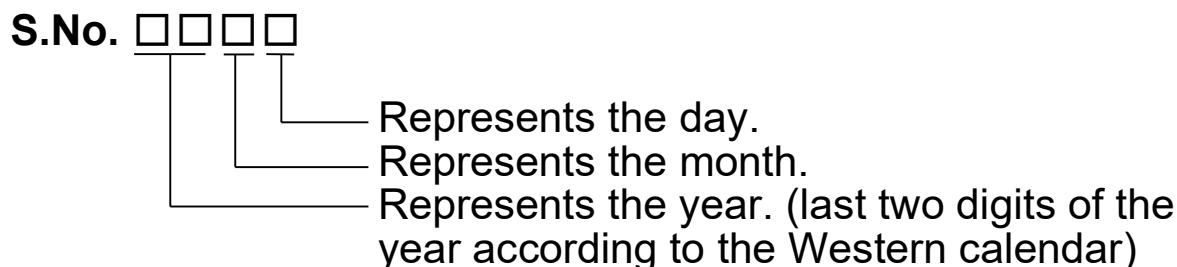 S.No. □□□□
Represents the day.
Represents the month.
Represents the year. (last two digits of the
year according to the Western calendar)